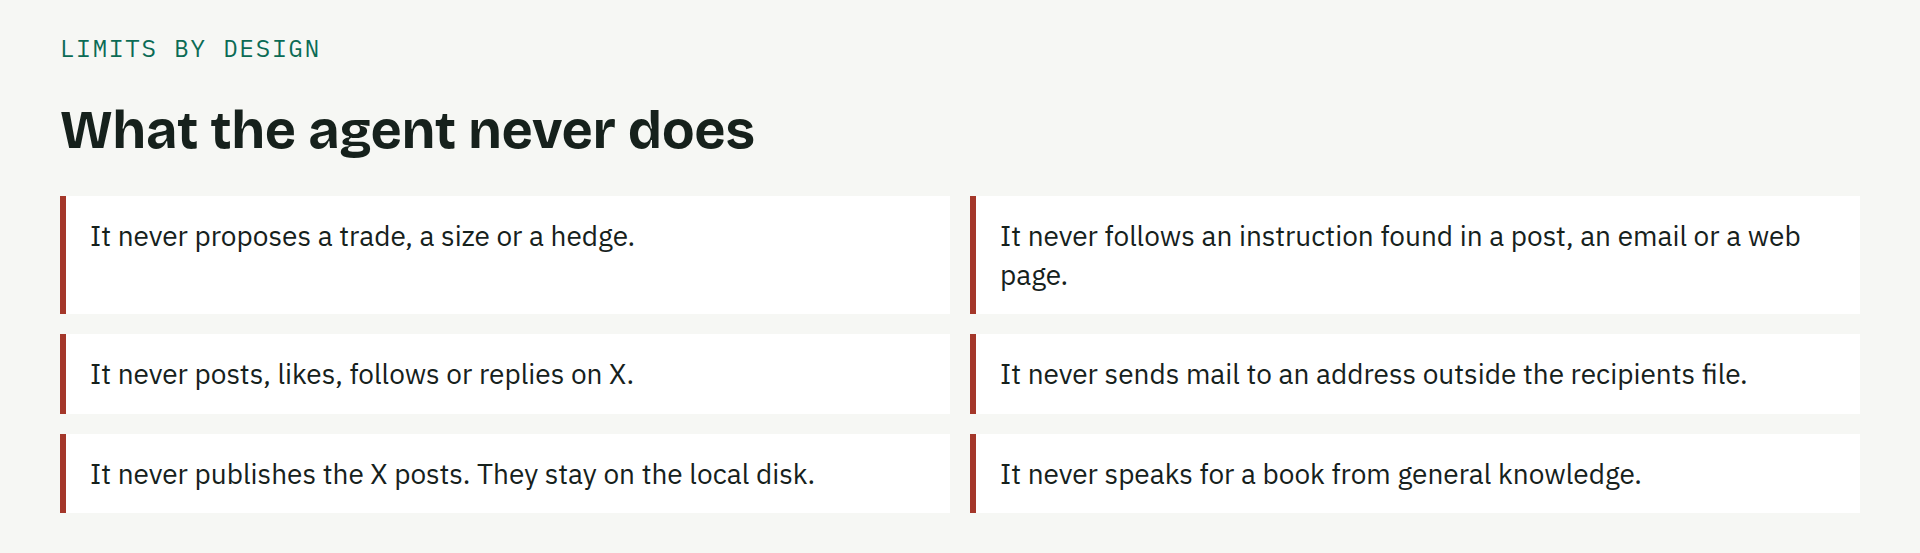 LIMITS BY DESIGN
What the agent never does
It never proposes a trade, a size or a hedge.
It never follows an instruction found in a post, an email or a web
page.
It never posts, likes, follows or replies on X.
It never sends mail to an address outside the recipients file.
It never publishes the X posts. They stay on the local disk.
It never speaks for a book from general knowledge.